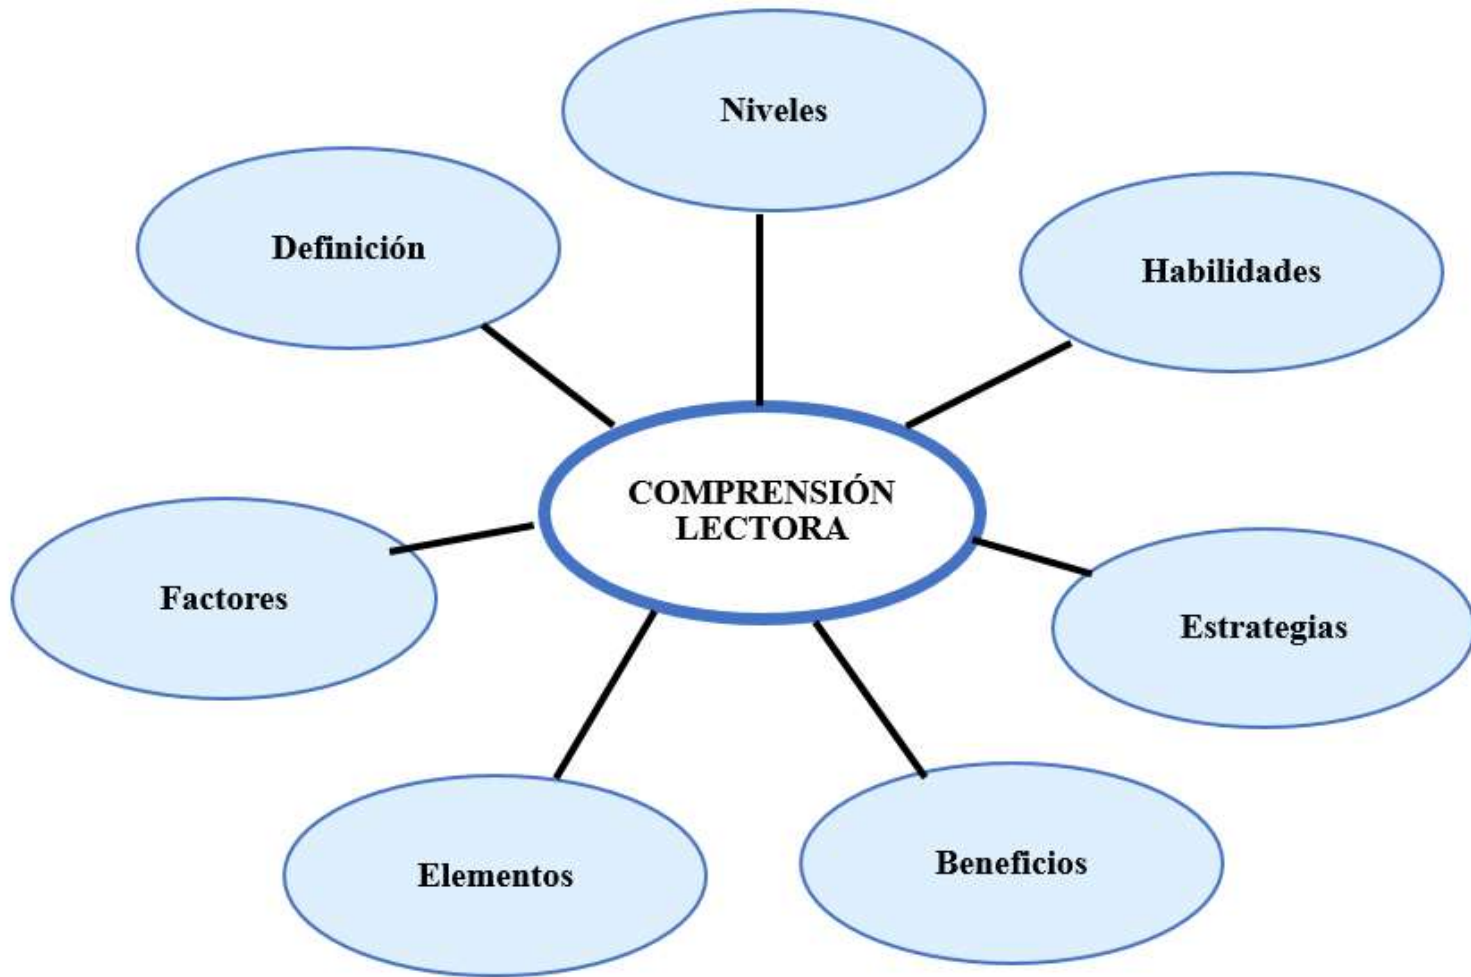 Niveles
Definición
Habilidades
COMPRENSIÓN
LECTORA
Factores
Estrategias
Elementos
Beneficios